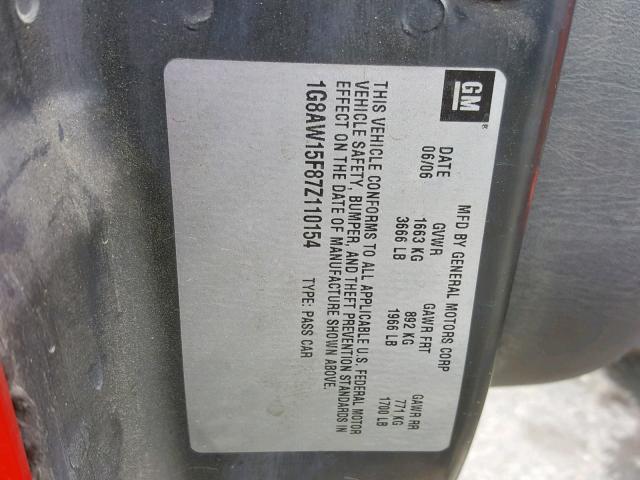 GM®
MFD BY GENERAL MOTORS CORP
DATE GVWR GAWR FRT GAWR RR
06/06 1663 KG 892 KG 771 KG
3666 LB 1966 LB 1700 LB
THIS VEHICLE CONFORMS TO ALL APPLICABLE U.S. FEDERAL MOTOR
VEHICLE SAFETY, BUMPER, AND THEFT PREVENTION STANDARDS IN
EFFECT ON THE DATE OF MANUFACTURE SHOWN ABOVE.
1G8AW15F87Z110154 TYPE: PASS CAR